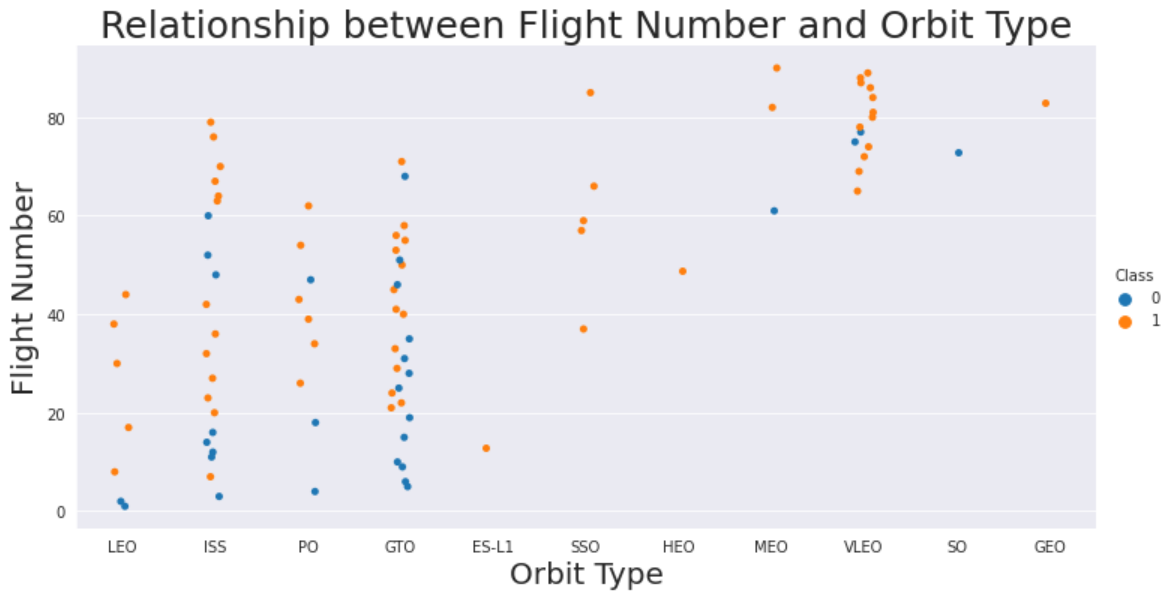 Relationship between Flight Number and Orbit Type
Flight Number
80
60
40
20
0
LEO ISS PO GTO ES-L1 SSO HEO MEO VLEO SO GEO
Orbit Type
Class
0
1